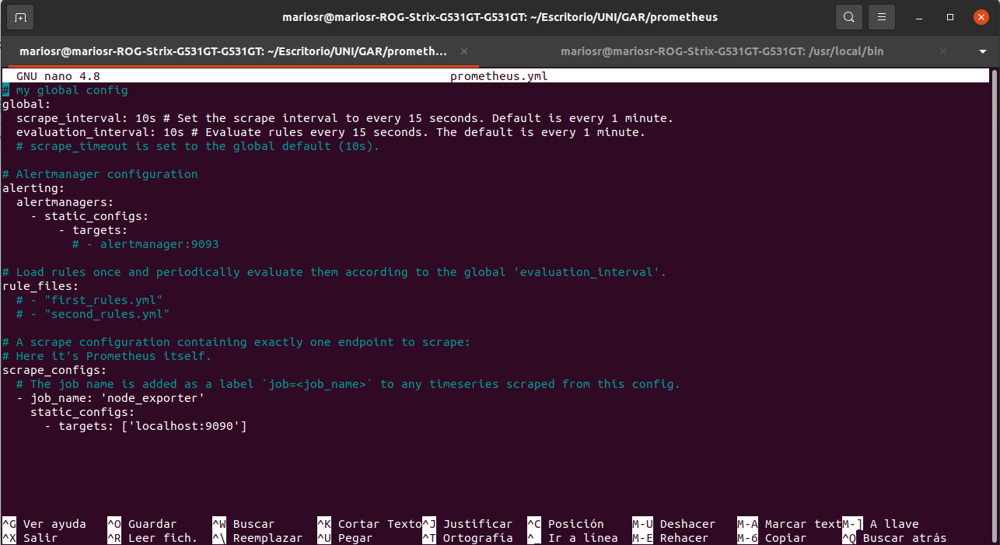 mariosr@mariosr-ROG-Strix-G531GT-G531GT: ~/Escritorio/UNI/GAR/prometheus
mariosr@mariosr-ROG-Strix-G531GT-G531GT: ~/Escritorio/UNI/GAR/prometh...
mariosr@mariosr-ROG-Strix-G531GT-G531GT: /usr/local/bin
GNU nano 4.8 prometheus.yml
# my global config
global:
  scrape_interval: 10s # Set the scrape interval to every 15 seconds. Default is every 1 minute.
  evaluation_interval: 10s # Evaluate rules every 15 seconds. The default is every 1 minute.
  # scrape_timeout is set to the global default (10s).
# Alertmanager configuration
alerting:
  alertmanagers:
    - static_configs:
        - targets:
          # - alertmanager:9093
# Load rules once and periodically evaluate them according to the global 'evaluation_interval'.
rule_files:
  # - "first_rules.yml"
  # - "second_rules.yml"
# A scrape configuration containing exactly one endpoint to scrape:
# Here it's Prometheus itself.
scrape_configs:
  # The job name is added as a label `job=<job_name>` to any timeseries scraped from this config.
  - job_name: 'node_exporter'
    static_configs:
      - targets: ['localhost:9090']
^G Ver ayuda ^O Guardar ^W Buscar ^K Cortar Texto ^J Justificar ^C Posición M-U Deshacer M-A Marcar text M-] A llave
^X Salir ^R Leer fich. ^\ Reemplazar ^U Pegar ^T Ortografía ^_ Ir a línea M-E Rehacer M-6 Copiar ^Q Buscar atrás